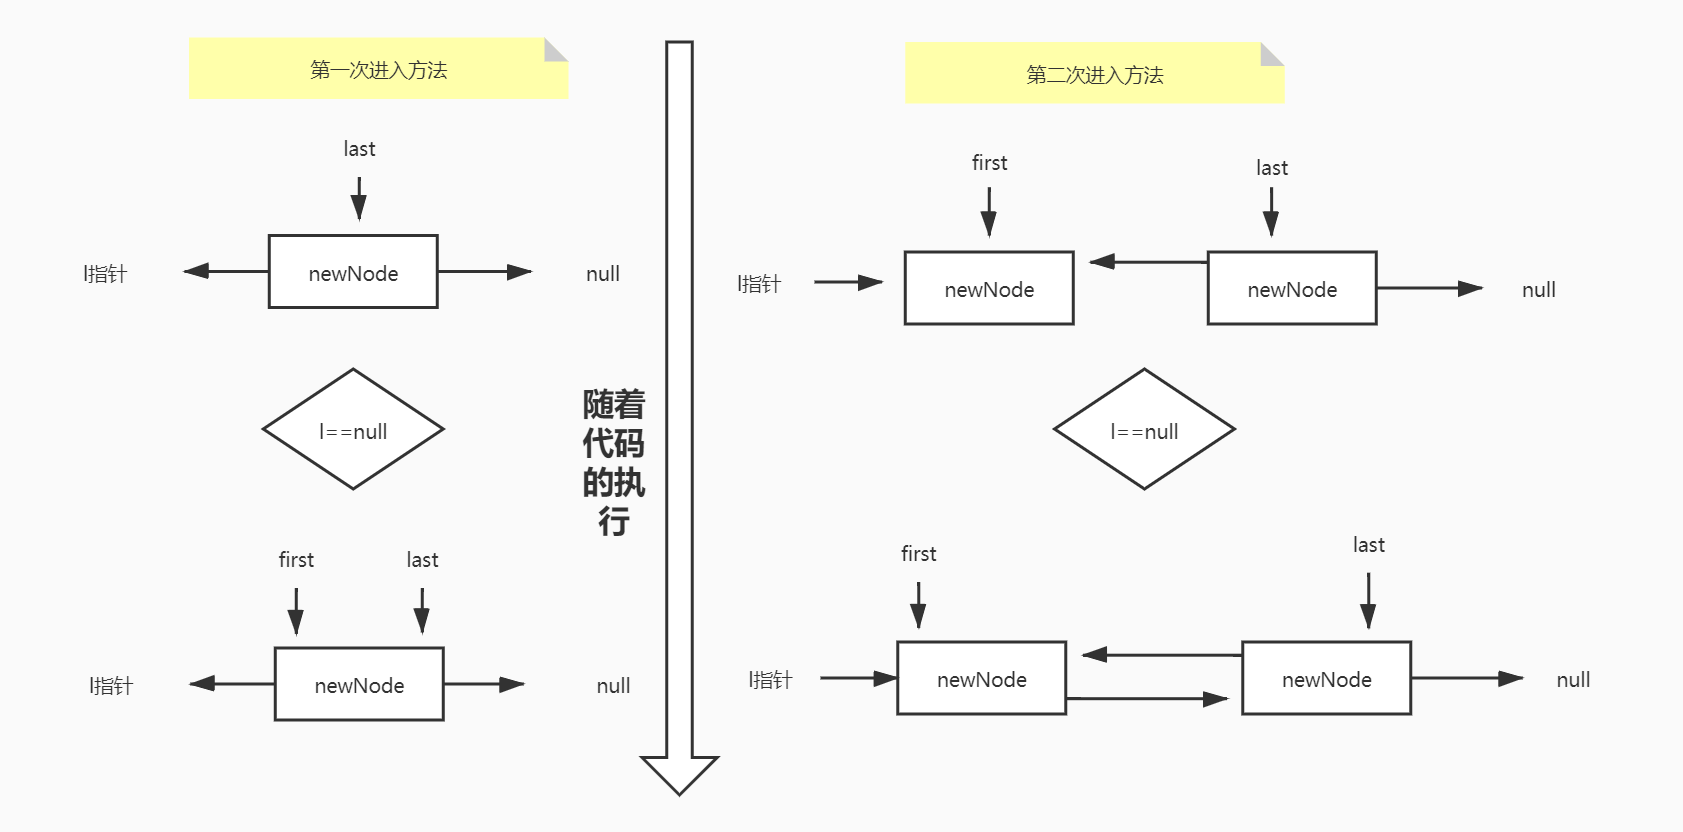 第一次进入方法
last
l指针
newNode
null
l==null
first
last
l指针
newNode
null
随着
代码
的执
行
第二次进入方法
first
last
l指针
newNode
newNode
null
l==null
first
last
l指针
newNode
newNode
null